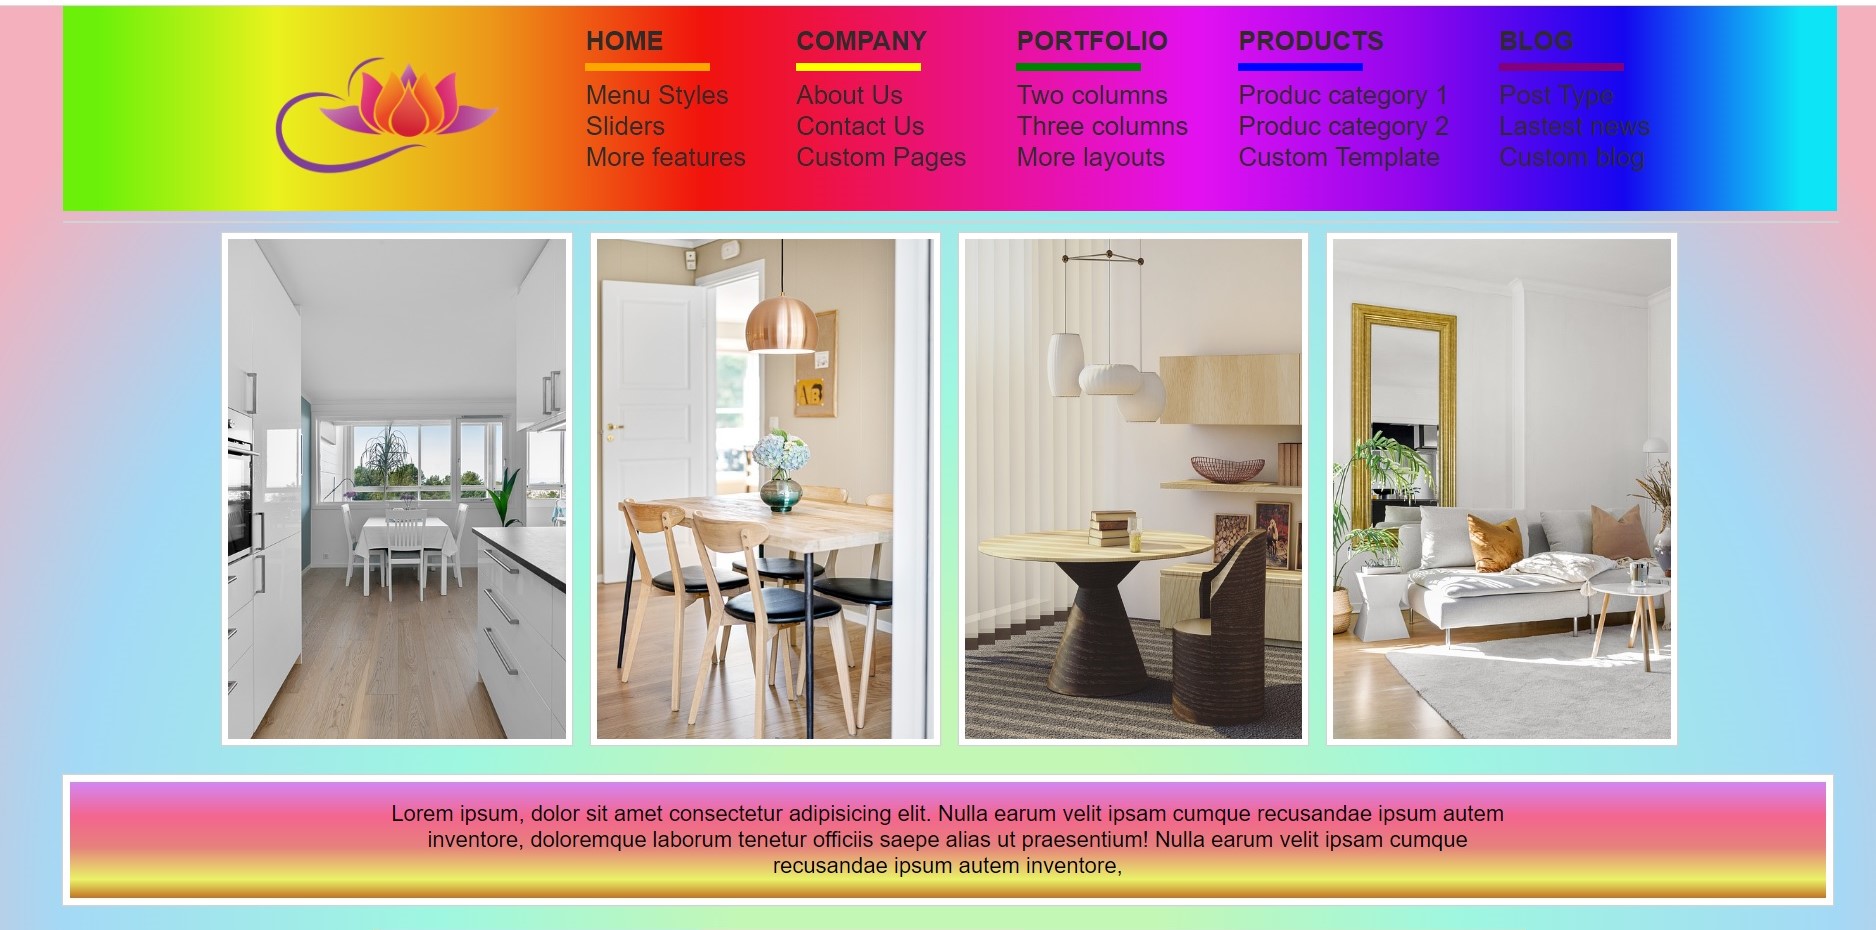 HOME
Menu Styles
Sliders
More features
COMPANY
About Us
Contact Us
Custom Pages
PORTFOLIO
Two columns
Three columns
More layouts
PRODUCTS
Produc category 1
Produc category 2
Custom Template
BLOG
Post Type
Lastest news
Custom blog
Lorem ipsum, dolor sit amet consectetur adipisicing elit. Nulla earum velit ipsam cumque recusandae ipsum autem
inventore, doloremque laborum tenetur officiis saepe alias ut praesentium! Nulla earum velit ipsam cumque
recusandae ipsum autem inventore,